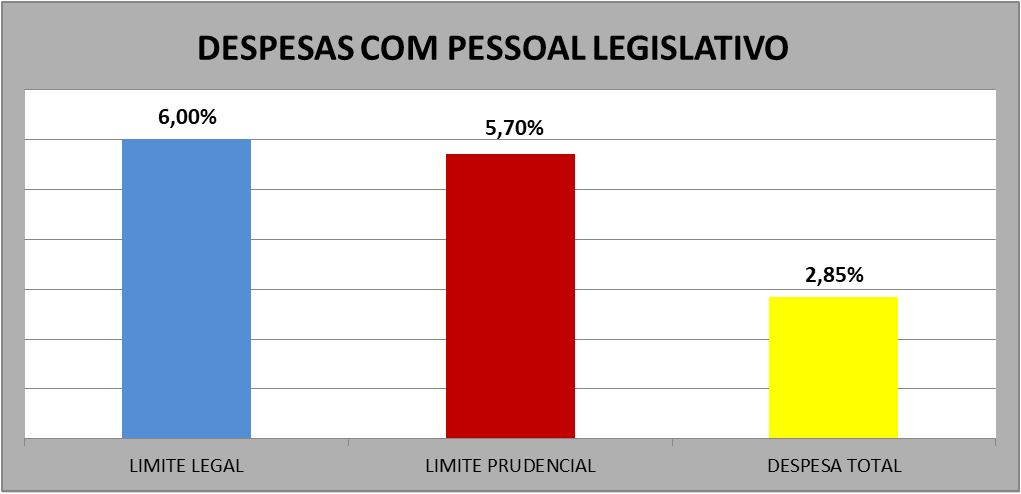 DESPESAS COM PESSOAL LEGISLATIVO
6,00%
5,70%
2,85%
LIMITE LEGAL
LIMITE PRUDENCIAL
DESPESA TOTAL